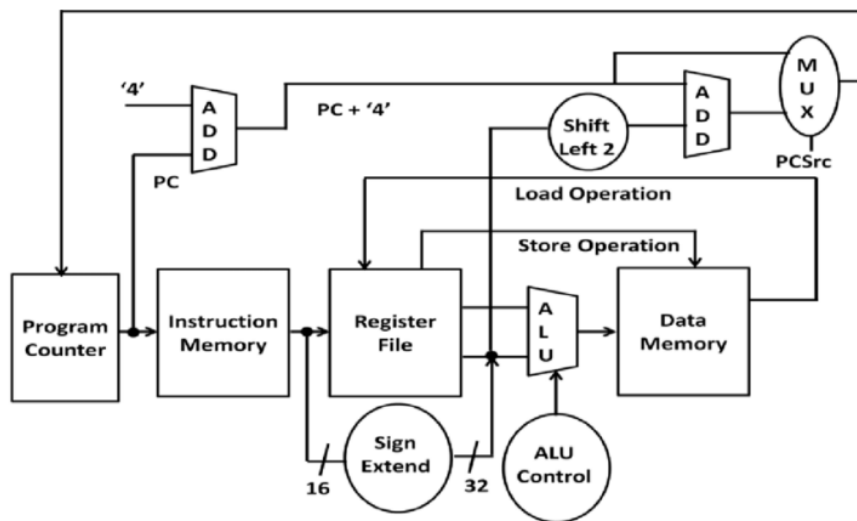 M
U
X
'4'
A
D
D
PC + '4'
A
D
D
Shift
Left 2
PCSrc
PC
Load Operation
Store Operation
Program
Counter
Instruction
Memory
Register
File
A
L
U
Data
Memory
Sign
Extend
16
32
ALU
Control